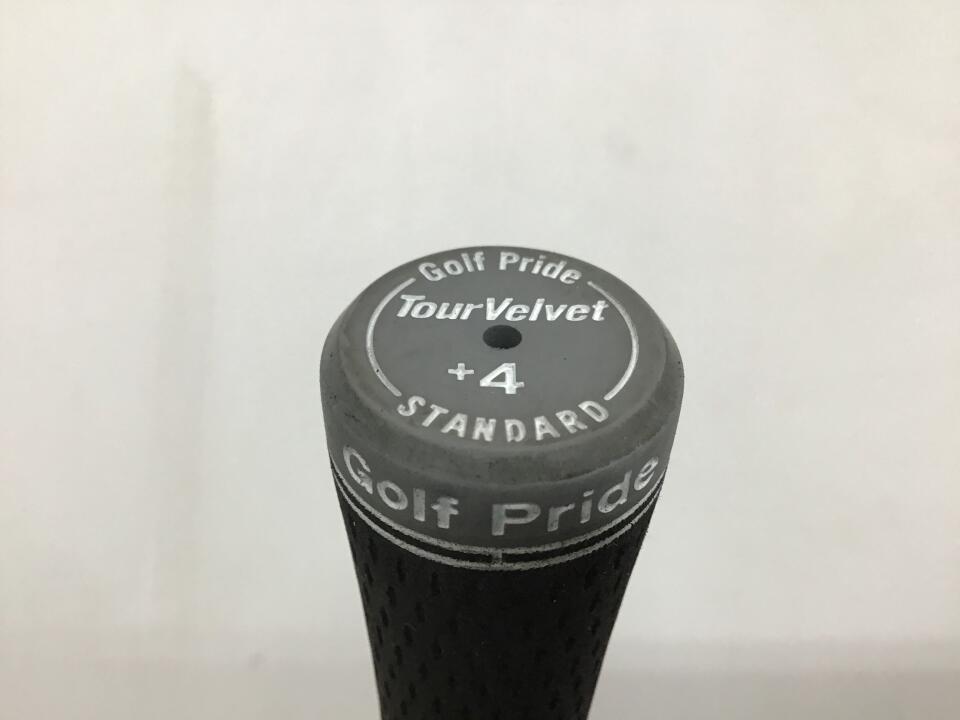 Golf Pride
TourVelvet
+4
STANDARD
Golf Pride